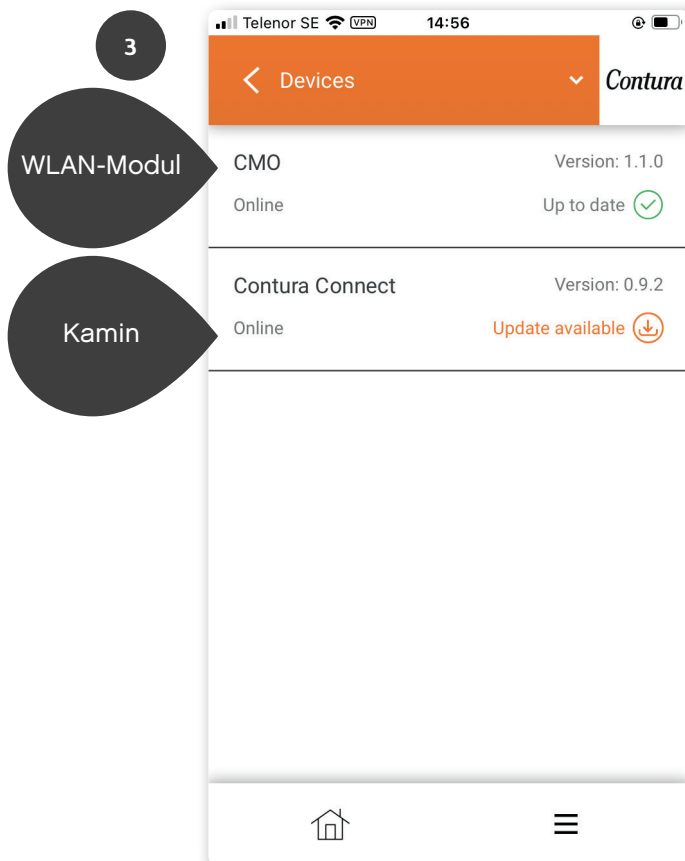 3
Telenor SE VPN 14:56
Devices
Contura
WLAN-Modul
CMO Version: 1.1.0
Online Up to date
Kamin
Contura Connect Version: 0.9.2
Online Update available